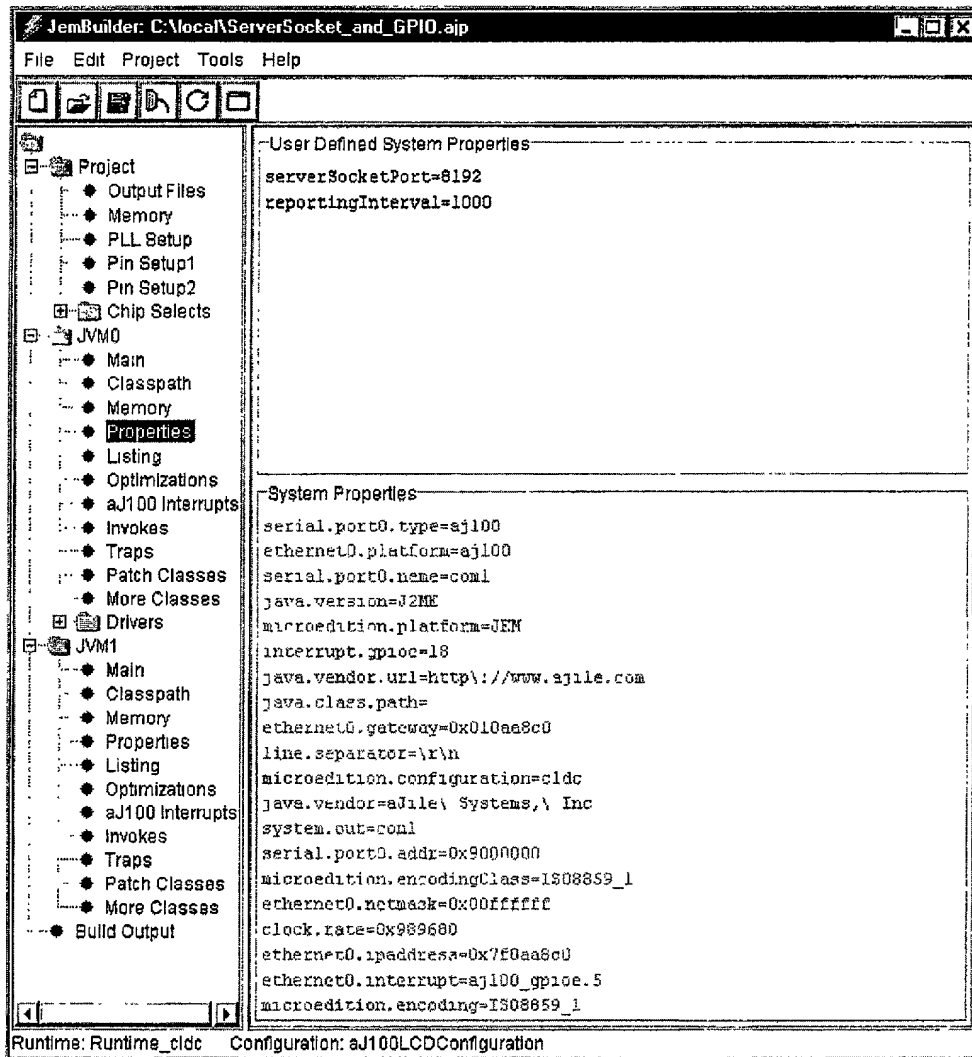 JemBuilder: C:\local\ServerSocket_and_GPIO.ajp
File Edit Project Tools Help
Project
Output Files
Memory
PLL Setup
Pin Setup1
Pin Setup2
Chip Selects
JVM0
Main
Classpath
Memory
Properties
Listing
Optimizations
aJ100 Interrupts
Invokes
Traps
Patch Classes
More Classes
Drivers
JVM1
Main
Classpath
Memory
Properties
Listing
Optimizations
aJ100 Interrupts
Invokes
Traps
Patch Classes
More Classes
Build Output
User Defined System Properties
serverSocketPort=8192
reportingInterval=1000
System Properties
serial.port0.type=aj100
ethernet0.platform=aj100
serial.port0.name=com1
java.version=J2ME
microedition.platform=JEM
interrupt.gpioc=18
java.vendor.url=http\://www.ajile.com
java.class.path=
ethernet0.gateway=0x010aa8c0
line.separator=\r\n
microedition.configuration=cldc
java.vendor=aJile\ Systems,\ Inc
system.out=com1
serial.port0.addr=0x9000000
microedition.encodingClass=ISO8859_1
ethernet0.netmask=0x00ffffff
clock.rate=0x989680
ethernet0.ipaddress=0x7f0aa8c0
ethernet0.interrupt=aj100_gpioe.5
microedition.encoding=ISO8859_1
Runtime: Runtime_cldc Configuration: aJ100LCDConfiguration